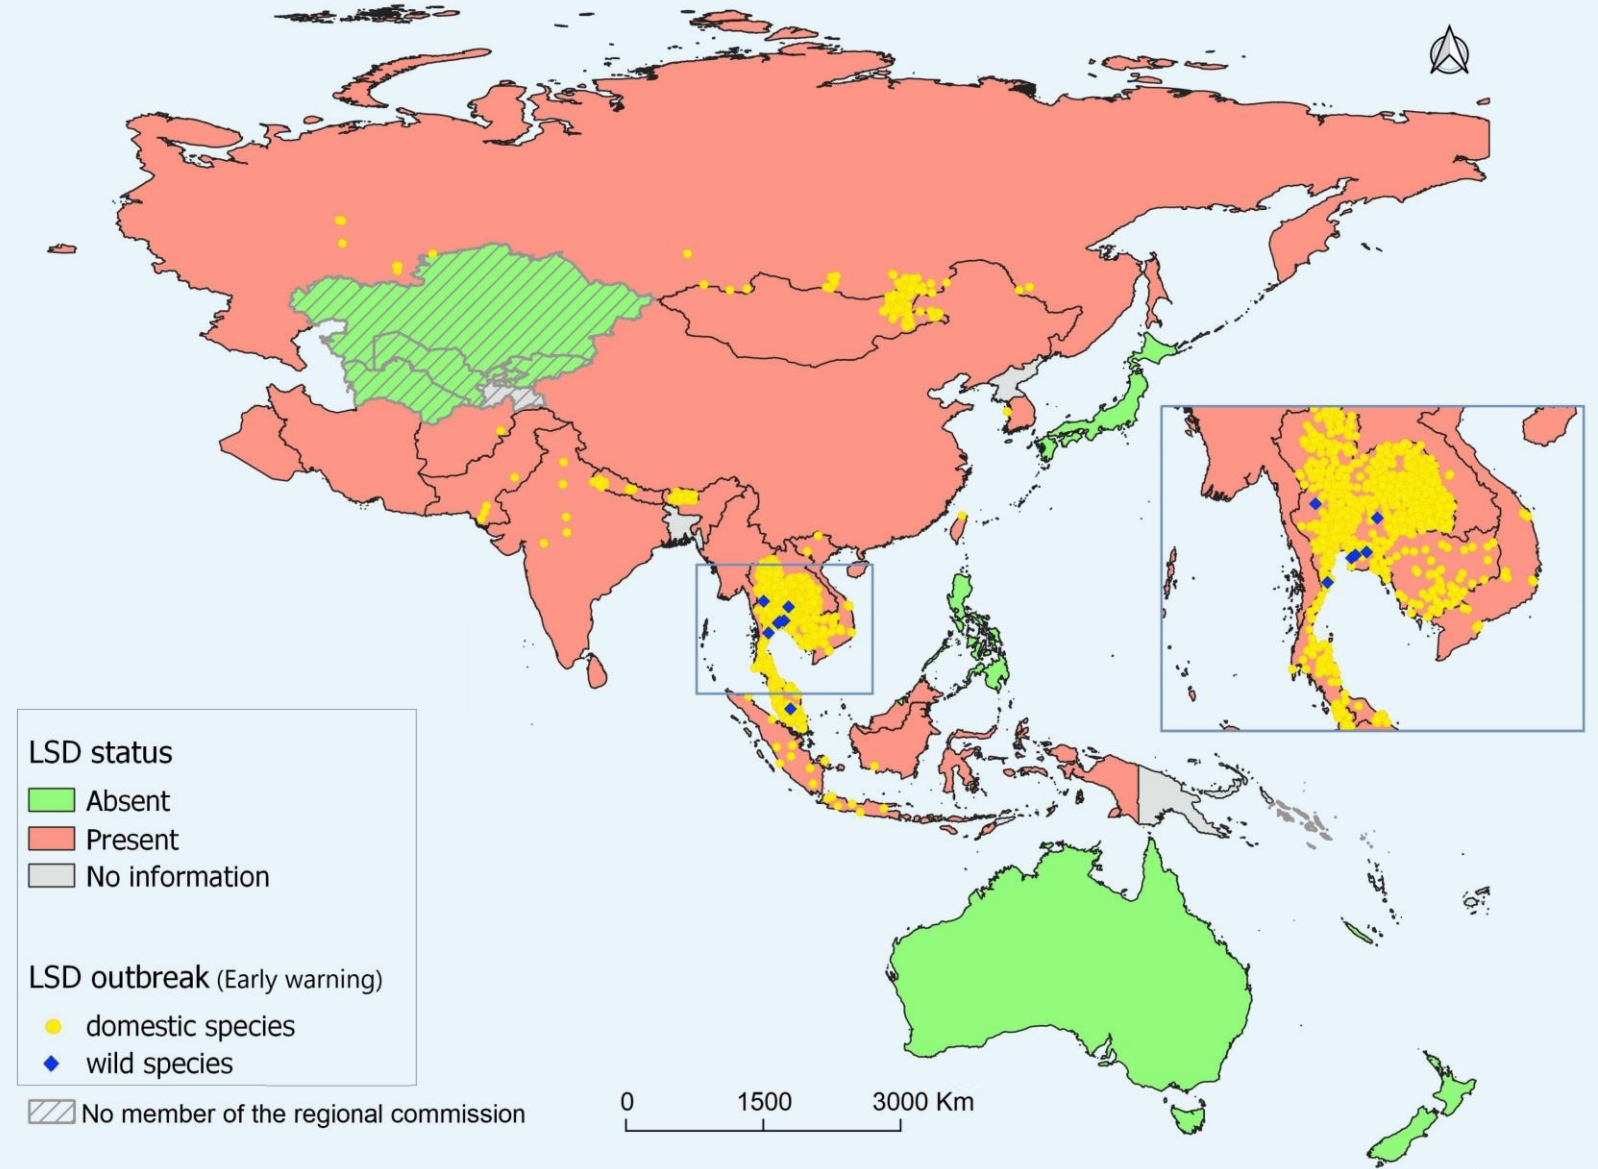 LSD status
Absent
Present
No information
LSD outbreak (Early warning)
domestic species
wild species
No member of the regional commission
0 1500 3000 Km